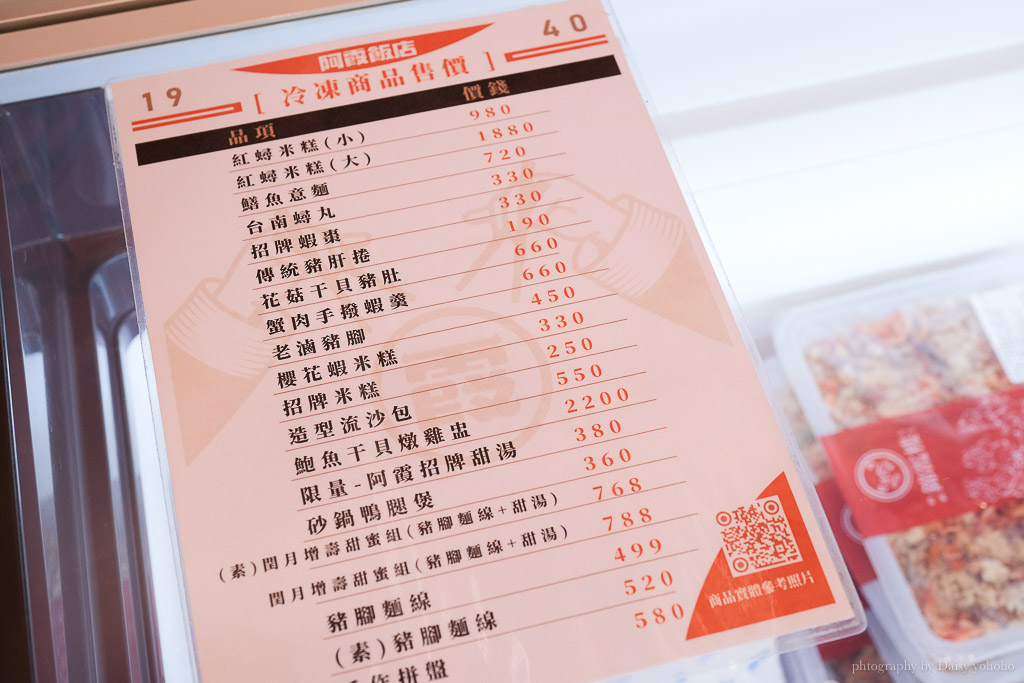 19
阿霞飯店
40
[冷凍商品售價]
品項 價錢
紅蟳米糕(小) 980
紅蟳米糕(大) 1880
鱔魚意麵 720
台南蟳丸 330
招牌蝦棗 330
傳統豬肝捲 190
花菇干貝豬肚 660
蟹肉手撥蝦羹 660
老滷豬腳 450
櫻花蝦米糕 330
招牌米糕 250
造型流沙包 550
鮑魚干貝燉雞盅 2200
限量-阿霞招牌甜湯 380
砂鍋鴨腿煲 360
(素)閏月增壽甜蜜組(豬腳麵線+甜湯) 768
閏月增壽甜蜜組(豬腳麵線+甜湯) 788
豬腳麵線 499
(素)豬腳麵線 520
作拼盤 580
商品實體參考照片
霞
photography by Daisy yohoho